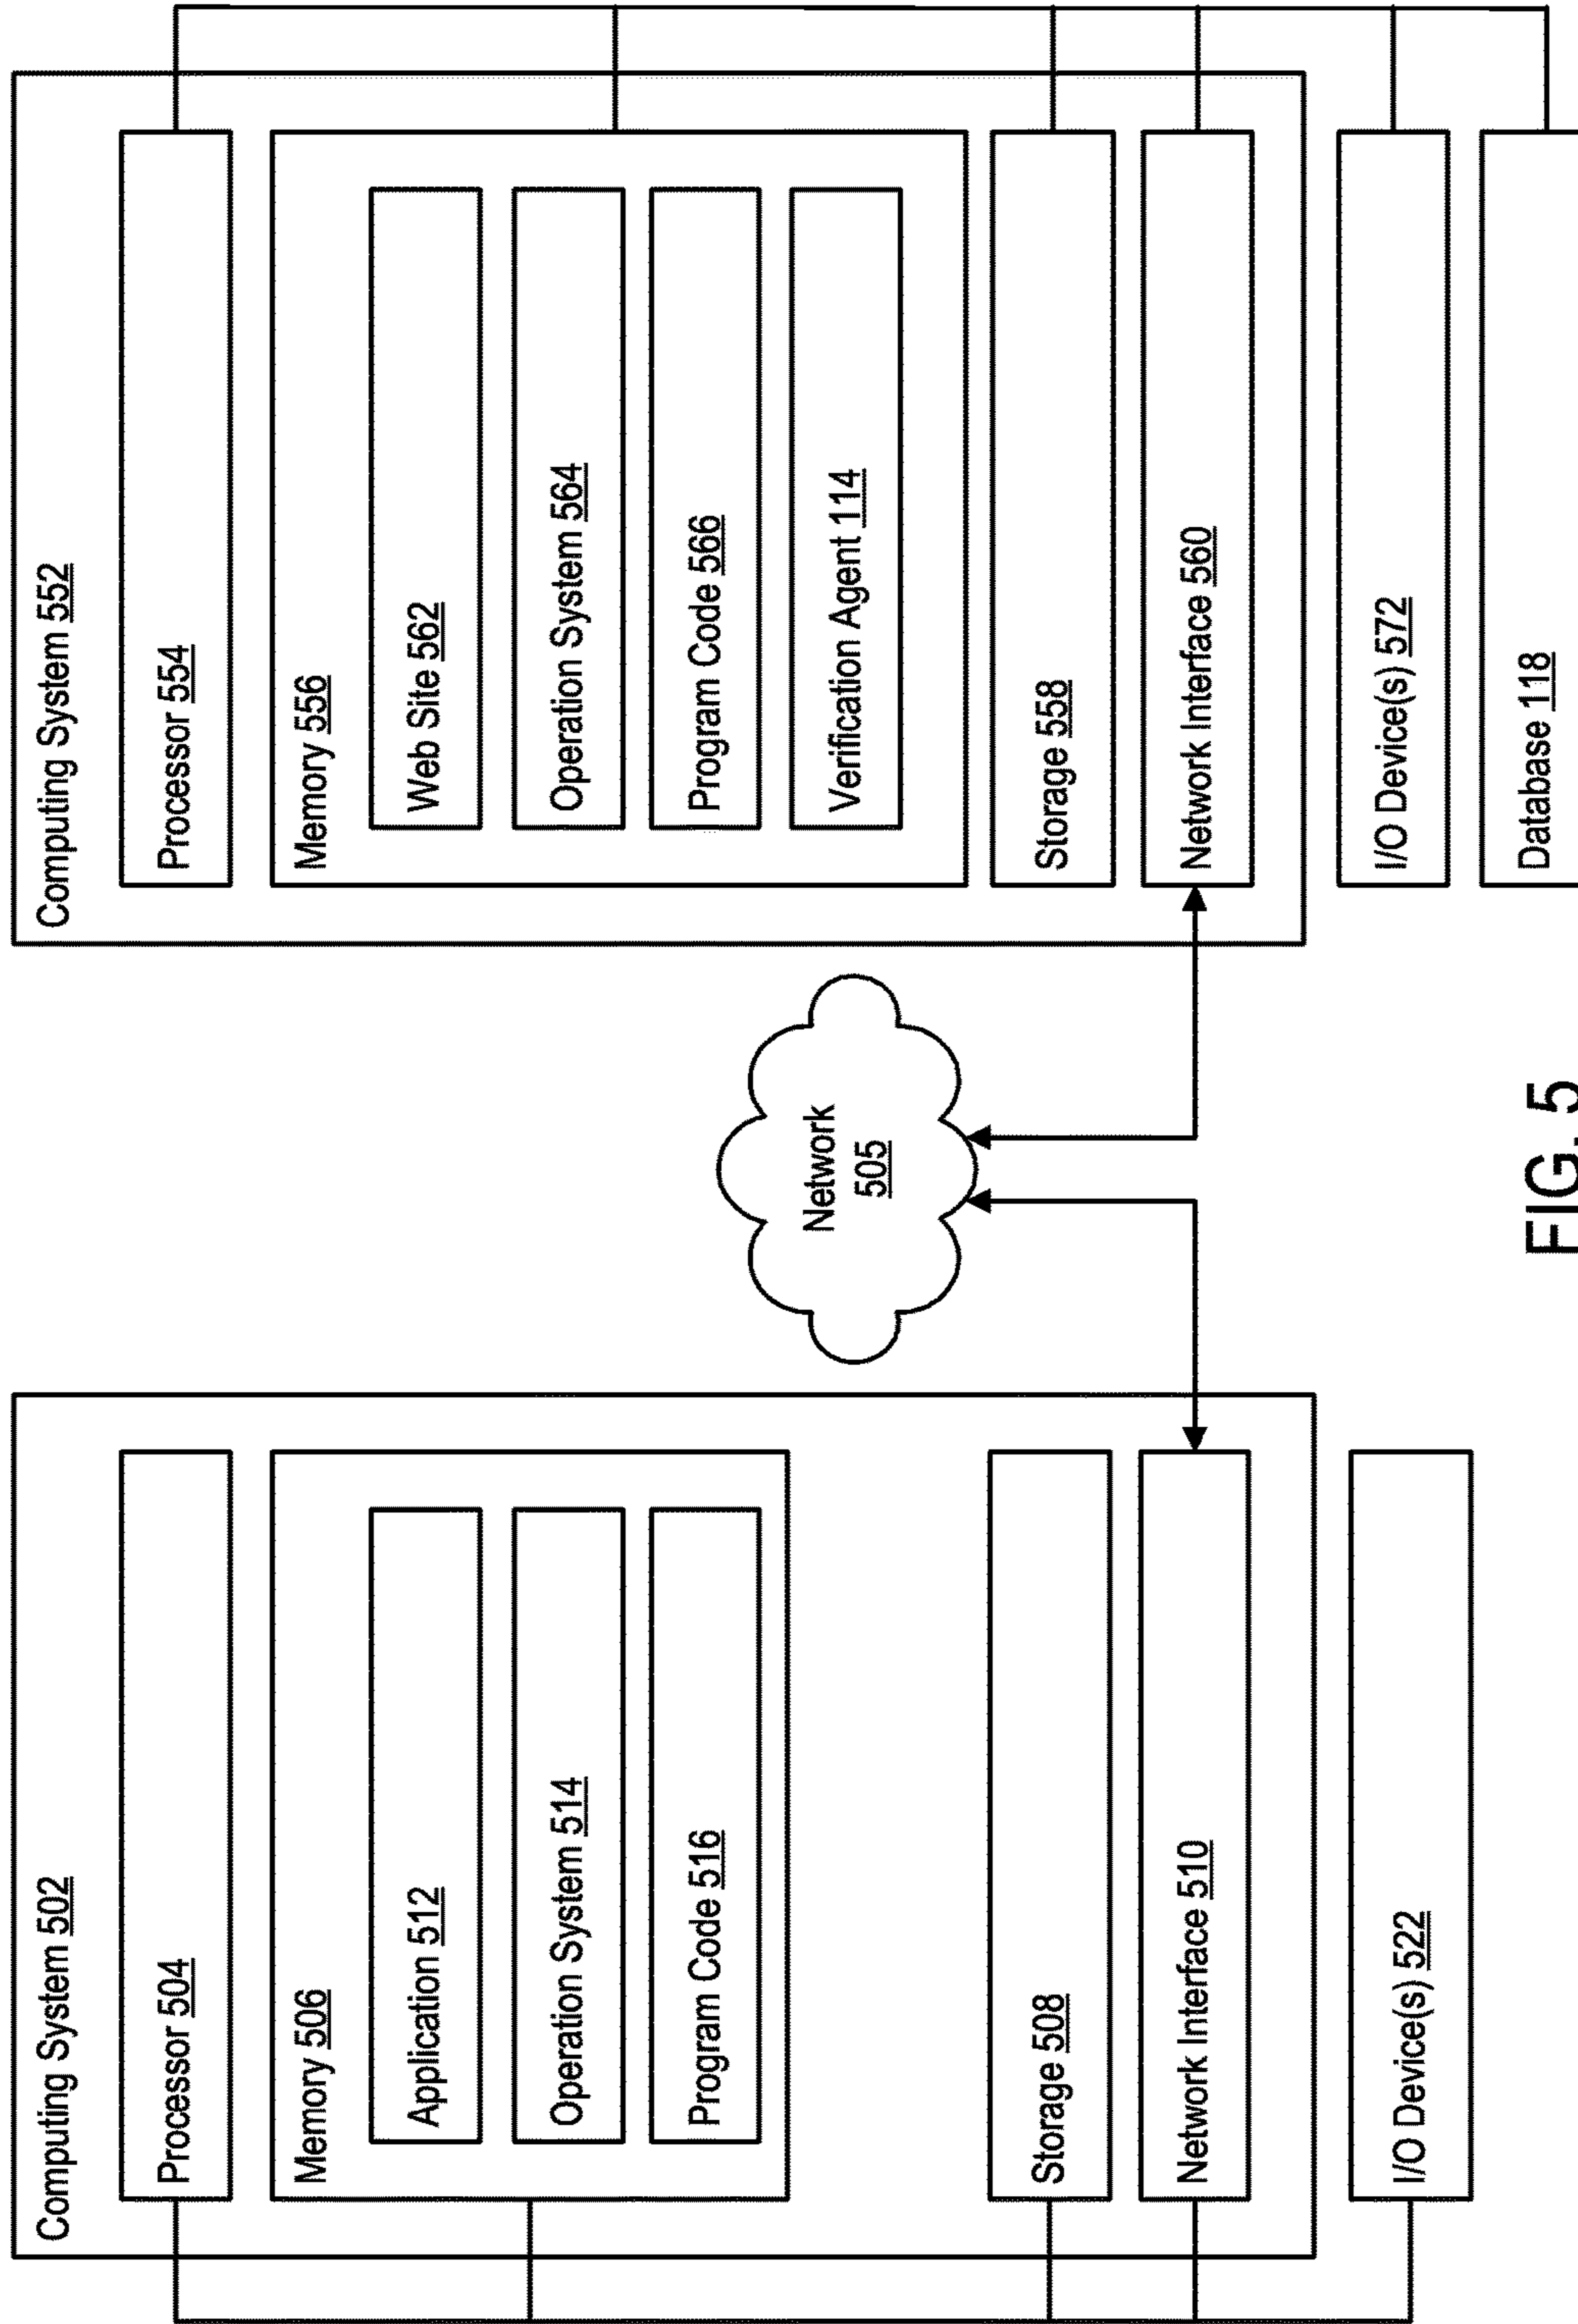 Computing System 502
Processor 504
Memory 506
Application 512
Operation System 514
Program Code 516
Storage 508
Network Interface 510
I/O Device(s) 522
Network
505
Computing System 552
Processor 554
Memory 556
Web Site 562
Operation System 564
Program Code 566
Verification Agent 114
Storage 558
Network Interface 560
I/O Device(s) 572
Database 118
FIG. 5